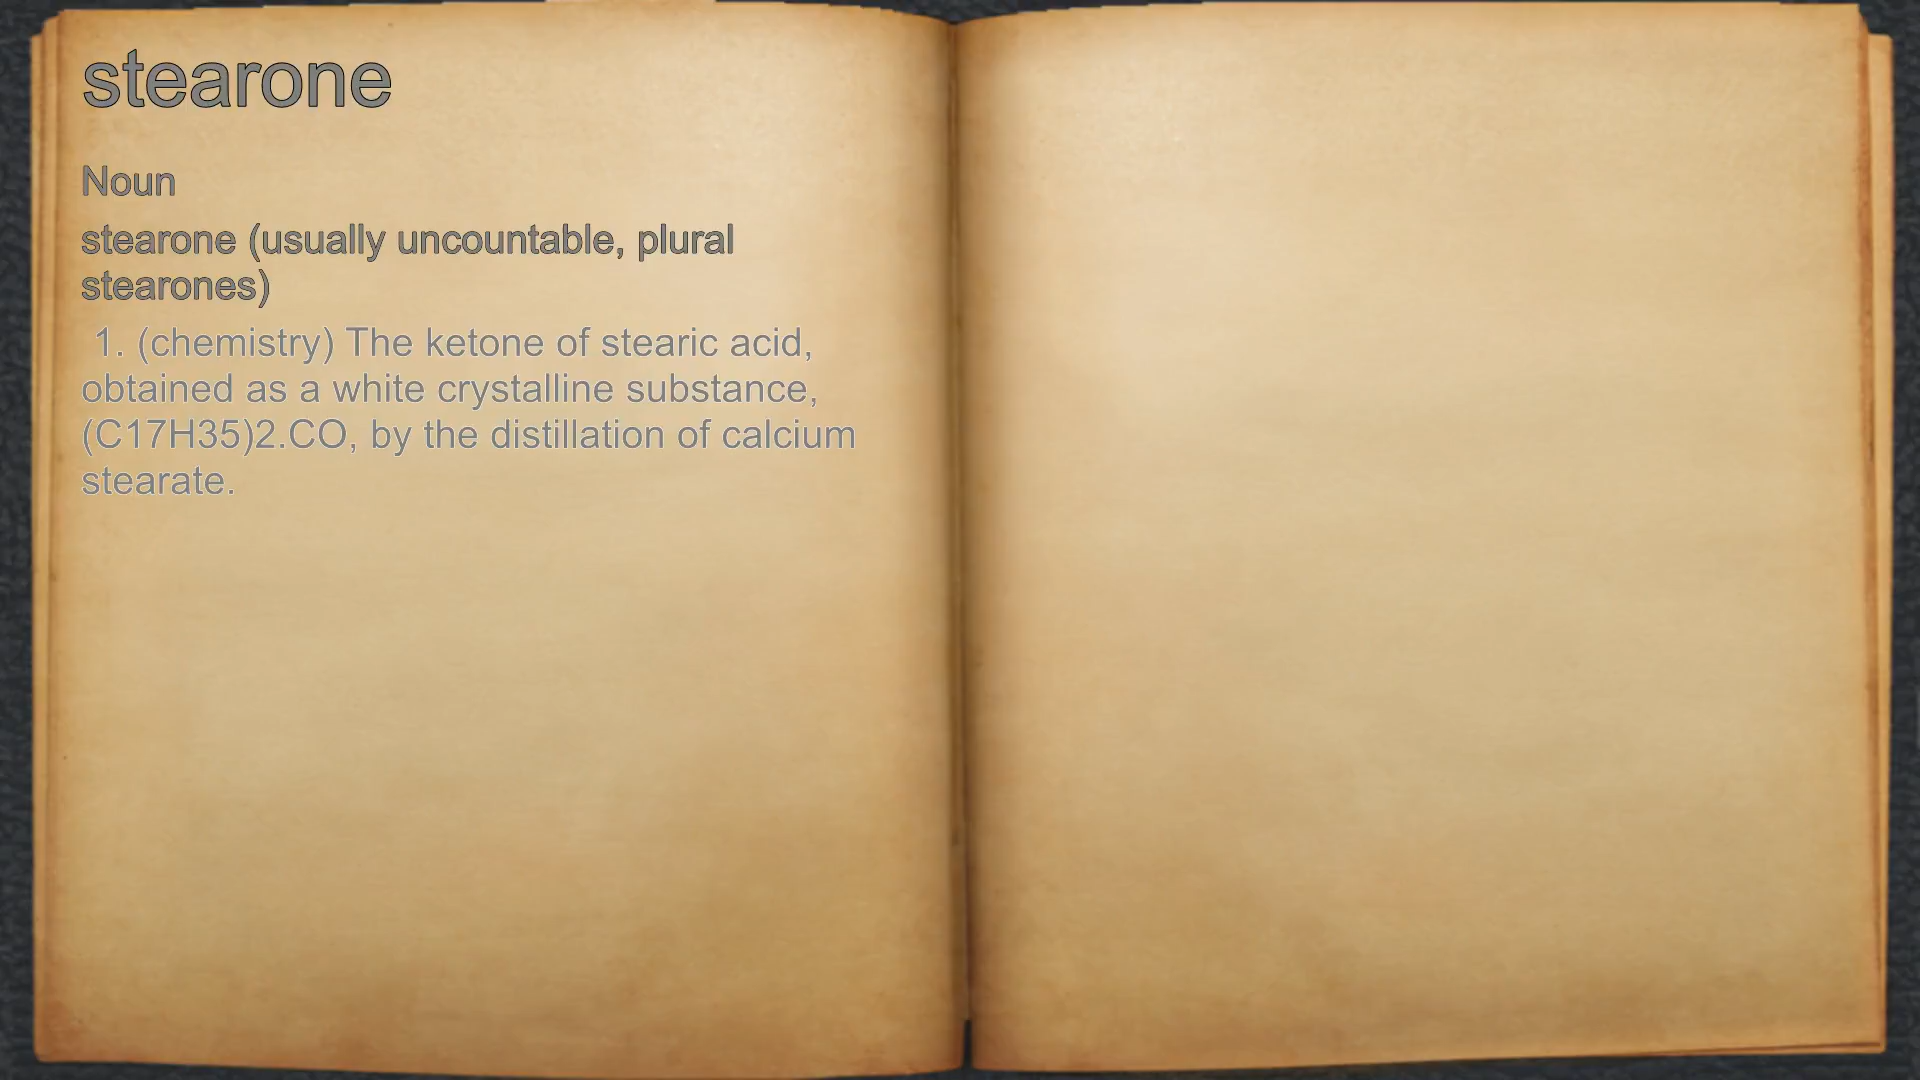 stearone
Noun
stearone (usually uncountable, plural
stearones)
1. (chemistry) The ketone of stearic acid,
obtained as a white crystalline substance,
(C17H35)2.CO, by the distillation of calcium
stearate.